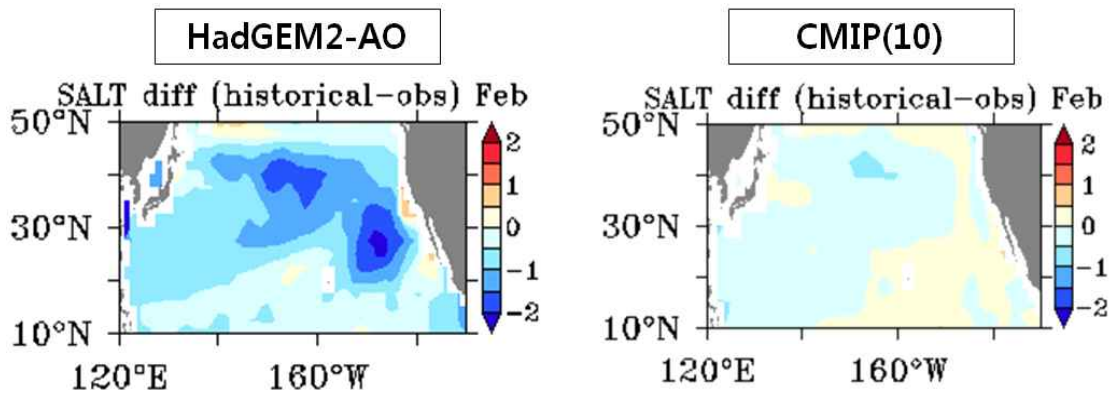 HadGEM2-AO
SALT diff (historical-obs) Feb
50°N
30°N
10°N
120°E
160°W
2
1
0
-1
-2
CMIP(10)
SALT diff (historical-obs) Feb
50°N
30°N
10°N
120°E
160°W
2
1
0
-1
-2